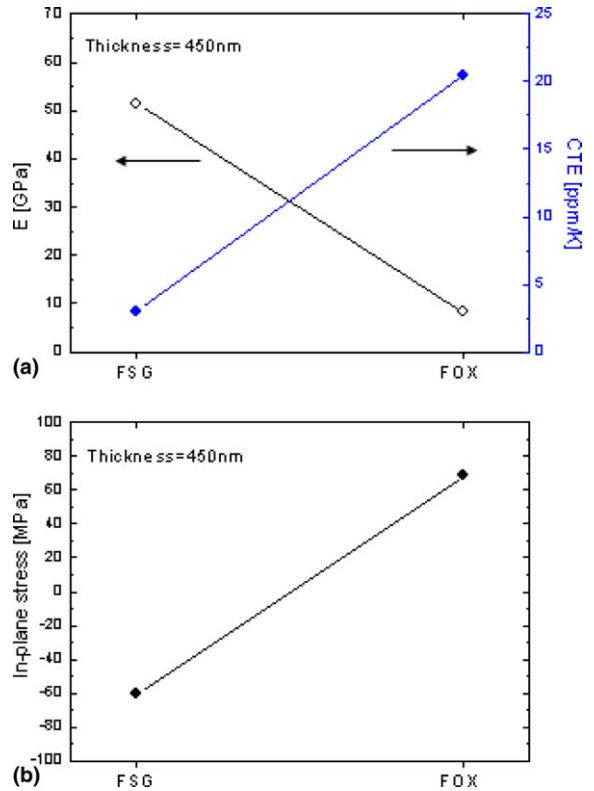 70
60
50
40
30
20
10
0
E [GPa]
Thickness=450nm
25
20
15
10
5
0
CTE [ppm/K]
FSG
FOX
(a)
100
80
60
40
20
0
-20
-40
-60
-80
-100
In-plane stress [MPa]
Thickness=450nm
FSG
FOX
(b)